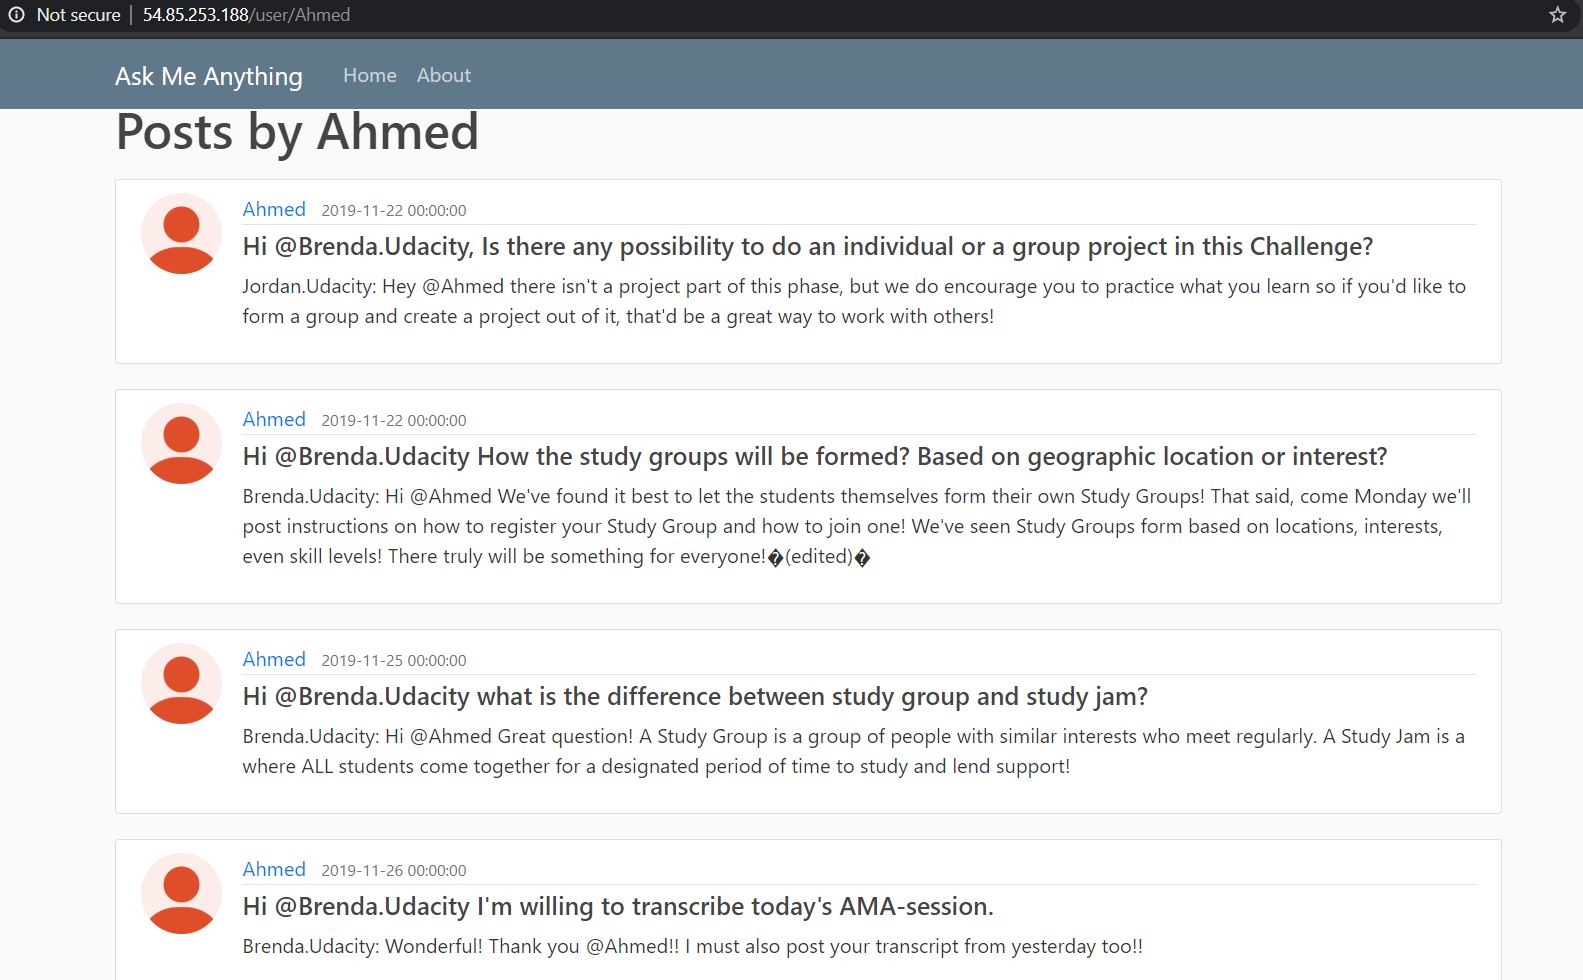 Not secure | 54.85.253.188/user/Ahmed
Ask Me Anything Home About
Posts by Ahmed
Ahmed 2019-11-22 00:00:00
Hi @Brenda.Udacity, Is there any possibility to do an individual or a group project in this Challenge?
Jordan.Udacity: Hey @Ahmed there isn't a project part of this phase, but we do encourage you to practice what you learn so if you'd like to
form a group and create a project out of it, that'd be a great way to work with others!
Ahmed 2019-11-22 00:00:00
Hi @Brenda.Udacity How the study groups will be formed? Based on geographic location or interest?
Brenda.Udacity: Hi @Ahmed We've found it best to let the students themselves form their own Study Groups! That said, come Monday we'll
post instructions on how to register your Study Group and how to join one! We've seen Study Groups form based on locations, interests,
even skill levels! There truly will be something for everyone!�(edited)�
Ahmed 2019-11-25 00:00:00
Hi @Brenda.Udacity what is the difference between study group and study jam?
Brenda.Udacity: Hi @Ahmed Great question! A Study Group is a group of people with similar interests who meet regularly. A Study Jam is a
where ALL students come together for a designated period of time to study and lend support!
Ahmed 2019-11-26 00:00:00
Hi @Brenda.Udacity I'm willing to transcribe today's AMA-session.
Brenda.Udacity: Wonderful! Thank you @Ahmed!! I must also post your transcript from yesterday too!!